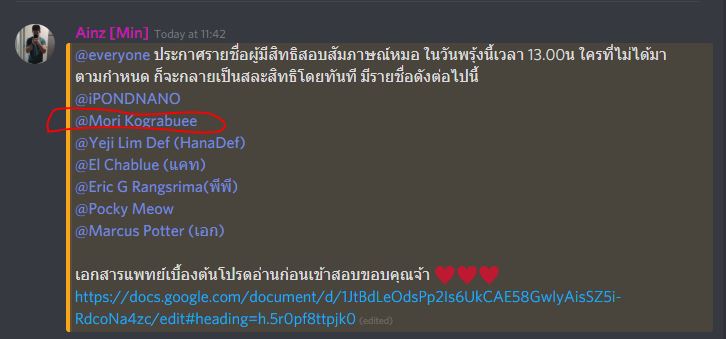 Ainz [Min] Today at 11:42
@everyone ประกาศรายชื่อผู้มีสิทธิสอบสัมภาษณ์หมอ ในวันพรุ้งนี้เวลา 13.00น ใครที่ไม่ได้มา
ตามกำหนด ก็จะกลายเป็นสละสิทธิโดยทันที มีรายชื่อดังต่อไปนี้
@iPONDNANO
@Mori Kograbuee
@Yeji Lim Def (HanaDef)
@El Chablue (แคท)
@Eric G Rangsrima(พีพี)
@Pocky Meow
@Marcus Potter (เอก)
เอกสารแพทย์เบื้องต้นโปรดอ่านก่อนเข้าสอบขอบคุณจ้า
https://docs.google.com/document/d/1JtBdLeOdsPp2Is6UkCAE58GwlyAisSZ5i-
RdcoNa4zc/edit#heading=h.5r0pf8ttpjk0 (edited)